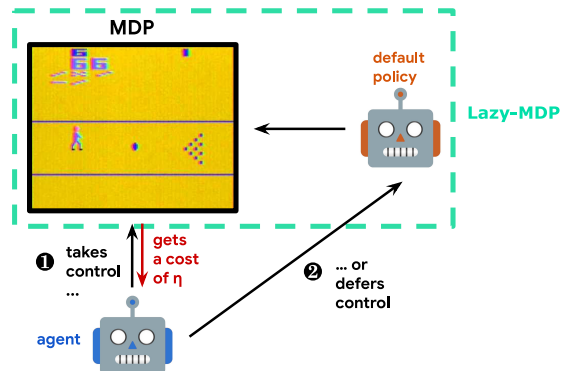 MDP
default
policy
Lazy-MDP
❶ takes
control
...
gets
a cost
of η
❷ ... or
defers
control
agent